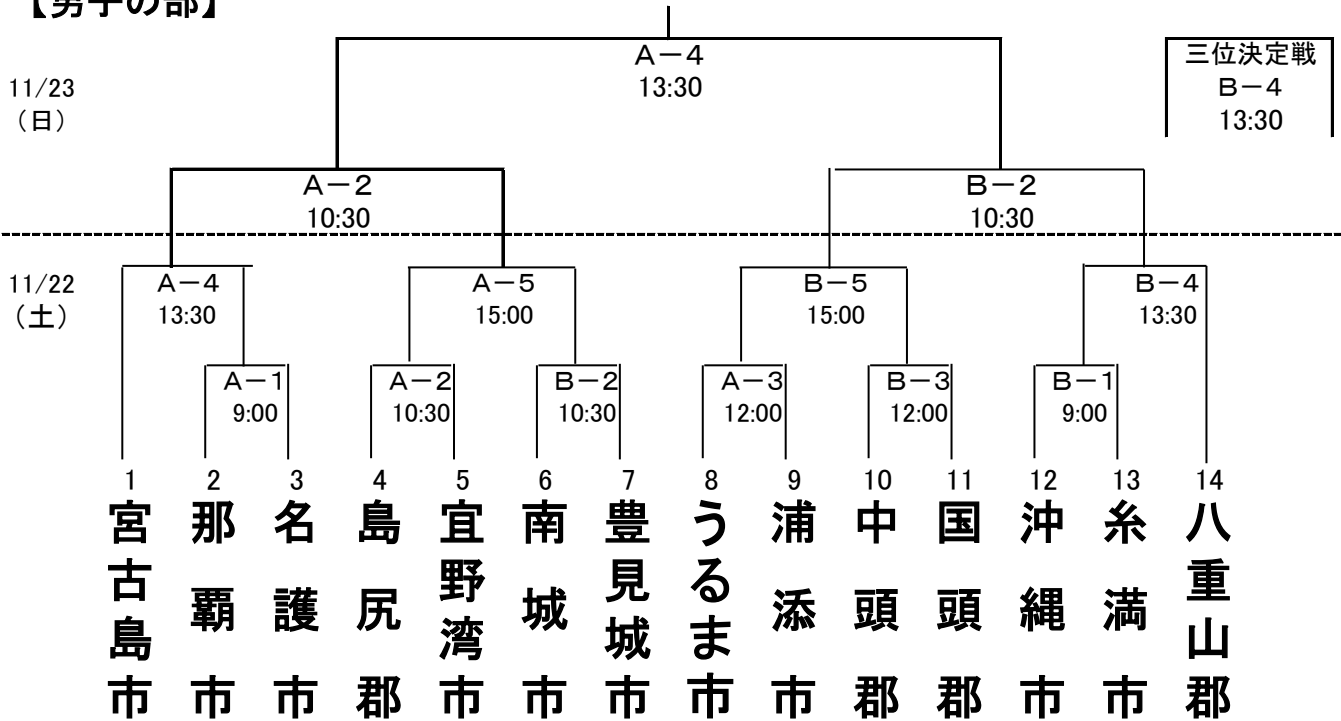 【男子の部】
A－4
13:30
三位決定戦
B－4
13:30
11/23
（日）
A－2
10:30
B－2
10:30
11/22
（土）
A－4
13:30
A－5
15:00
B－5
15:00
B－4
13:30
A－1
9:00
A－2
10:30
B－2
10:30
A－3
12:00
B－3
12:00
B－1
9:00
1
宮古島市
2
那覇市
3
名護市
4
島尻郡
5
宜野湾市
6
南城市
7
豊見城市
8
うるま市
9
浦添市
10
中頭郡
11
国頭郡
12
沖縄市
13
糸満市
14
八重山郡